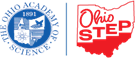 THE OHIO ACADEMY
OF SCIENCE
1891
Ohio
STEP